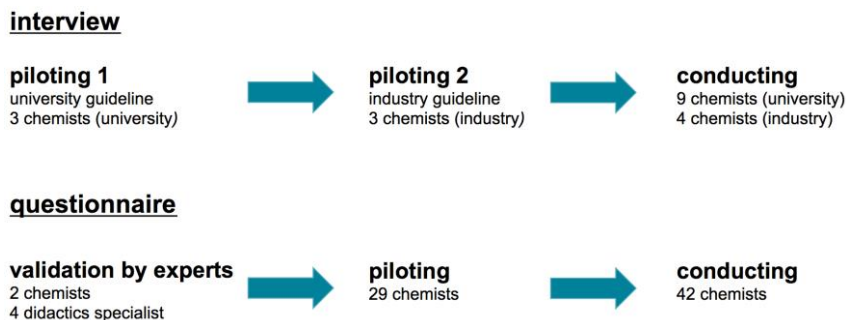 interview
piloting 1
university guideline
3 chemists (university)
piloting 2
industry guideline
3 chemists (industry)
conducting
9 chemists (university)
4 chemists (industry)
questionnaire
validation by experts
2 chemists
4 didactics specialist
piloting
29 chemists
conducting
42 chemists